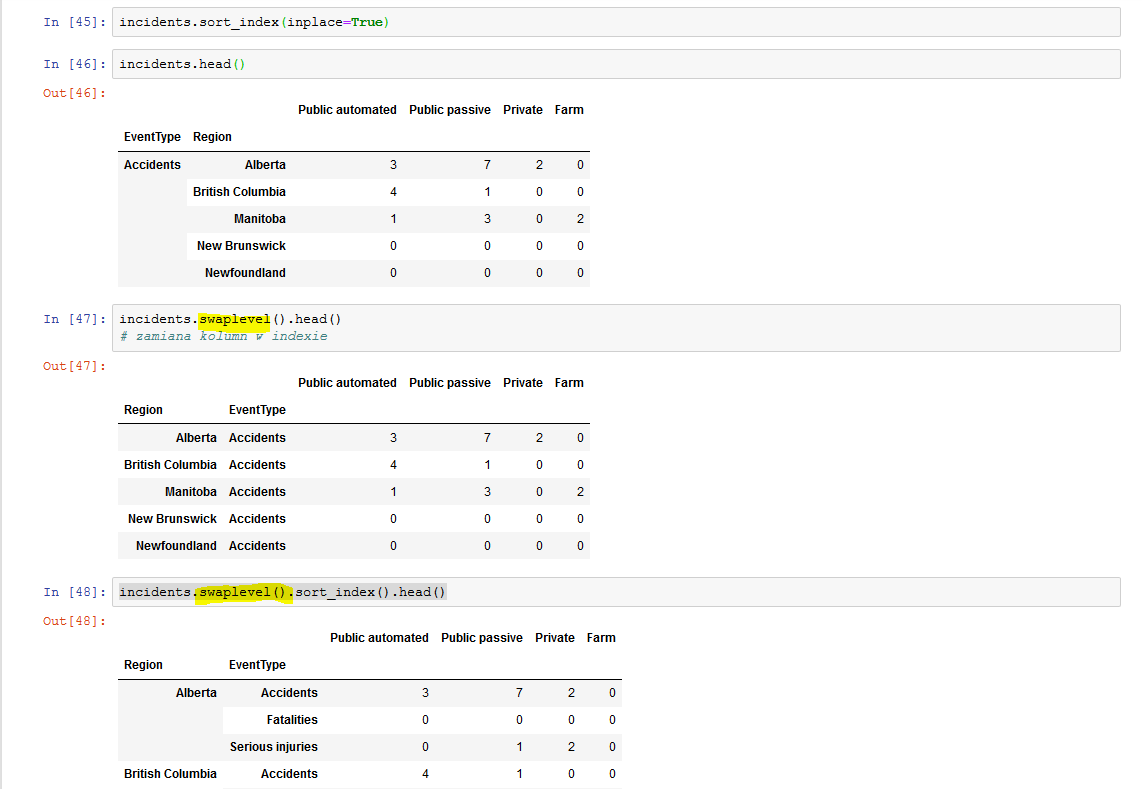 In [45]: incidents.sort_index(inplace=True)
In [46]: incidents.head()
Out[46]:
Public automated Public passive Private Farm
EventType Region
Accidents Alberta 3 7 2 0
British Columbia 4 1 0 0
Manitoba 1 3 0 2
New Brunswick 0 0 0 0
Newfoundland 0 0 0 0
In [47]: incidents.swaplevel().head()
# zamiana kolumn w indexie
Out[47]:
Public automated Public passive Private Farm
Region EventType
Alberta Accidents 3 7 2 0
British Columbia Accidents 4 1 0 0
Manitoba Accidents 1 3 0 2
New Brunswick Accidents 0 0 0 0
Newfoundland Accidents 0 0 0 0
In [48]: incidents.swaplevel().sort_index().head()
Out[48]:
Public automated Public passive Private Farm
Region EventType
Alberta Accidents 3 7 2 0
Fatalities 0 0 0 0
Serious injuries 0 1 2 0
British Columbia Accidents 4 1 0 0